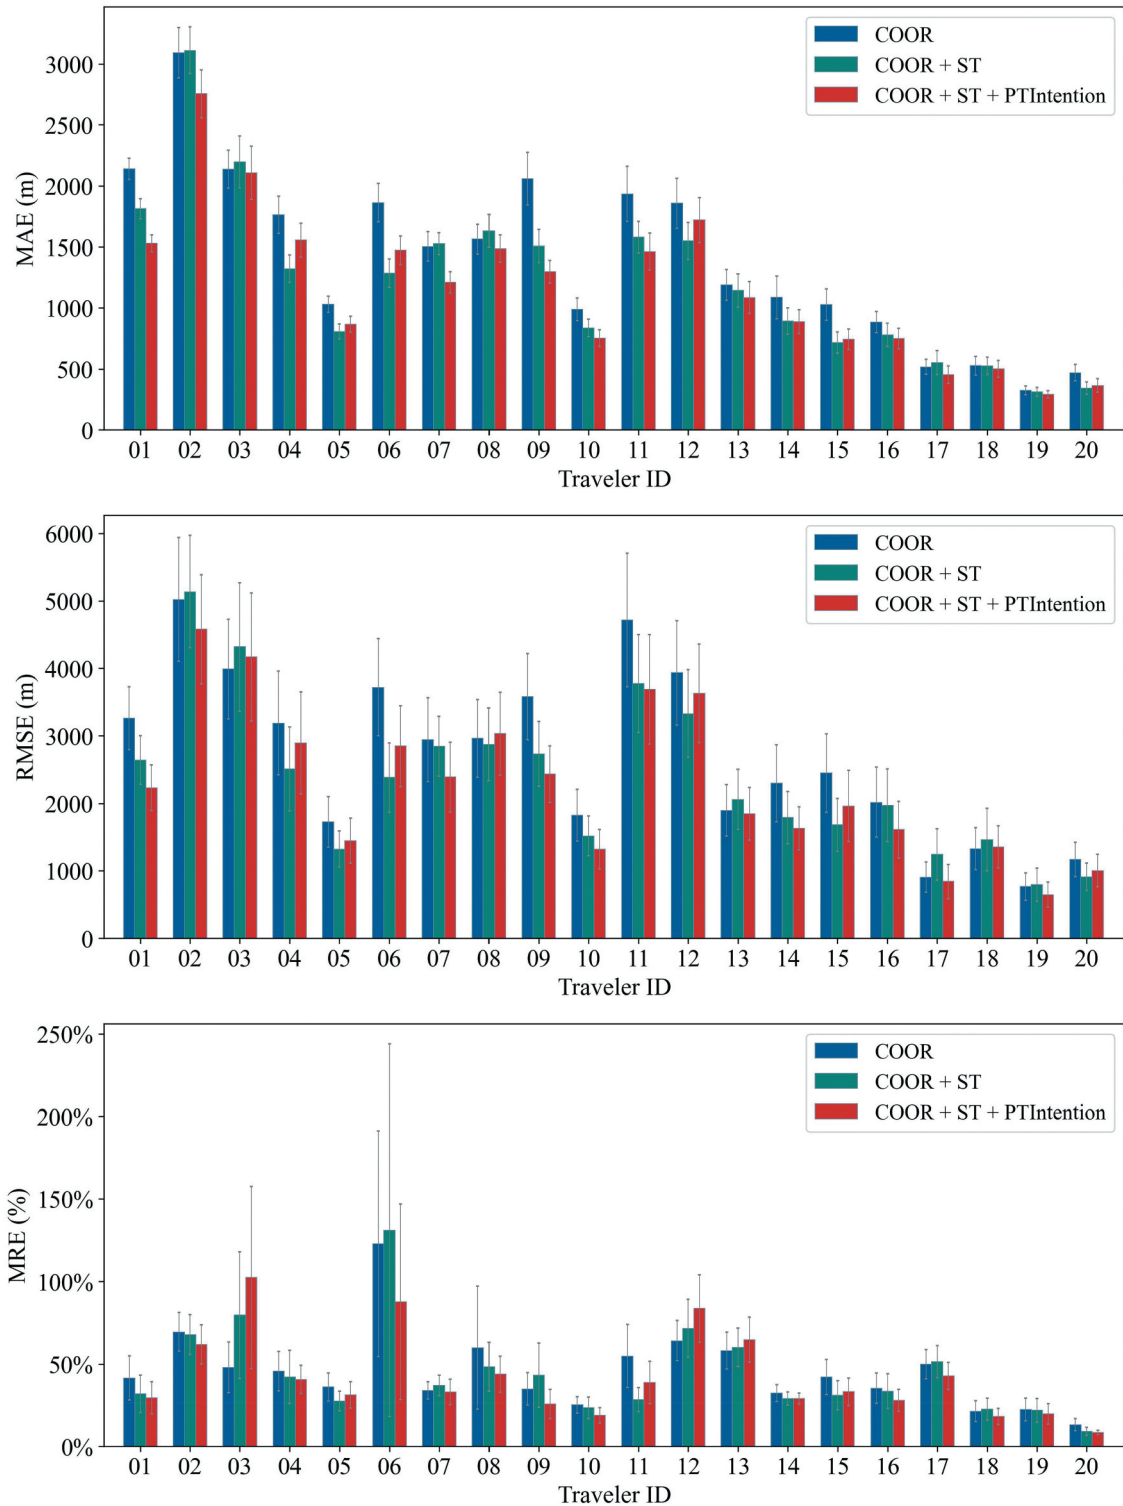 COOR
COOR + ST
COOR + ST + PTIntention
MAE (m)
3000
2500
2000
1500
1000
500
0
01 02 03 04 05 06 07 08 09 10 11 12 13 14 15 16 17 18 19 20
Traveler ID
COOR
COOR + ST
COOR + ST + PTIntention
RMSE (m)
6000
5000
4000
3000
2000
1000
0
01 02 03 04 05 06 07 08 09 10 11 12 13 14 15 16 17 18 19 20
Traveler ID
COOR
COOR + ST
COOR + ST + PTIntention
MRE (%)
250%
200%
150%
100%
50%
0%
01 02 03 04 05 06 07 08 09 10 11 12 13 14 15 16 17 18 19 20
Traveler ID